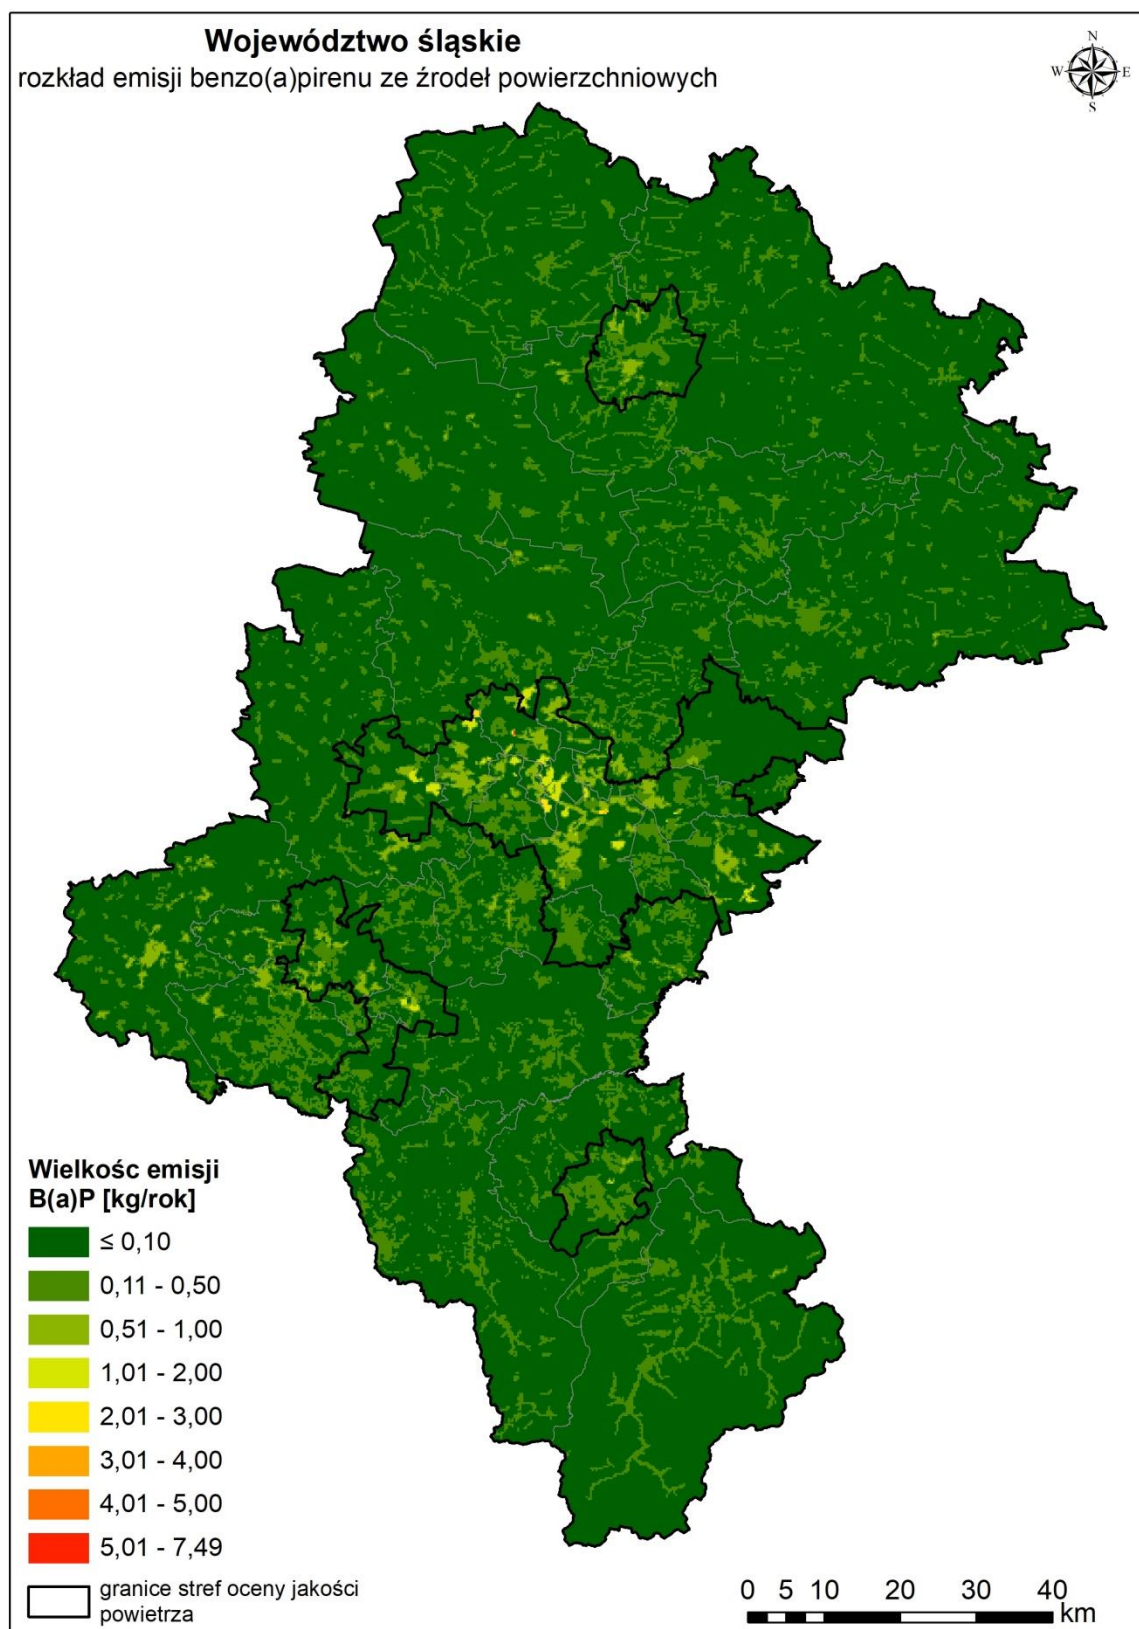 Województwo śląskie
rozkład emisji benzo(a)pirenu ze źrodeł powierzchniowych
N
W E
S
Wielkośc emisji
B(a)P [kg/rok]
≤ 0,10
0,11 - 0,50
0,51 - 1,00
1,01 - 2,00
2,01 - 3,00
3,01 - 4,00
4,01 - 5,00
5,01 - 7,49
granice stref oceny jakości
powietrza
0 5 10 20 30 40
km